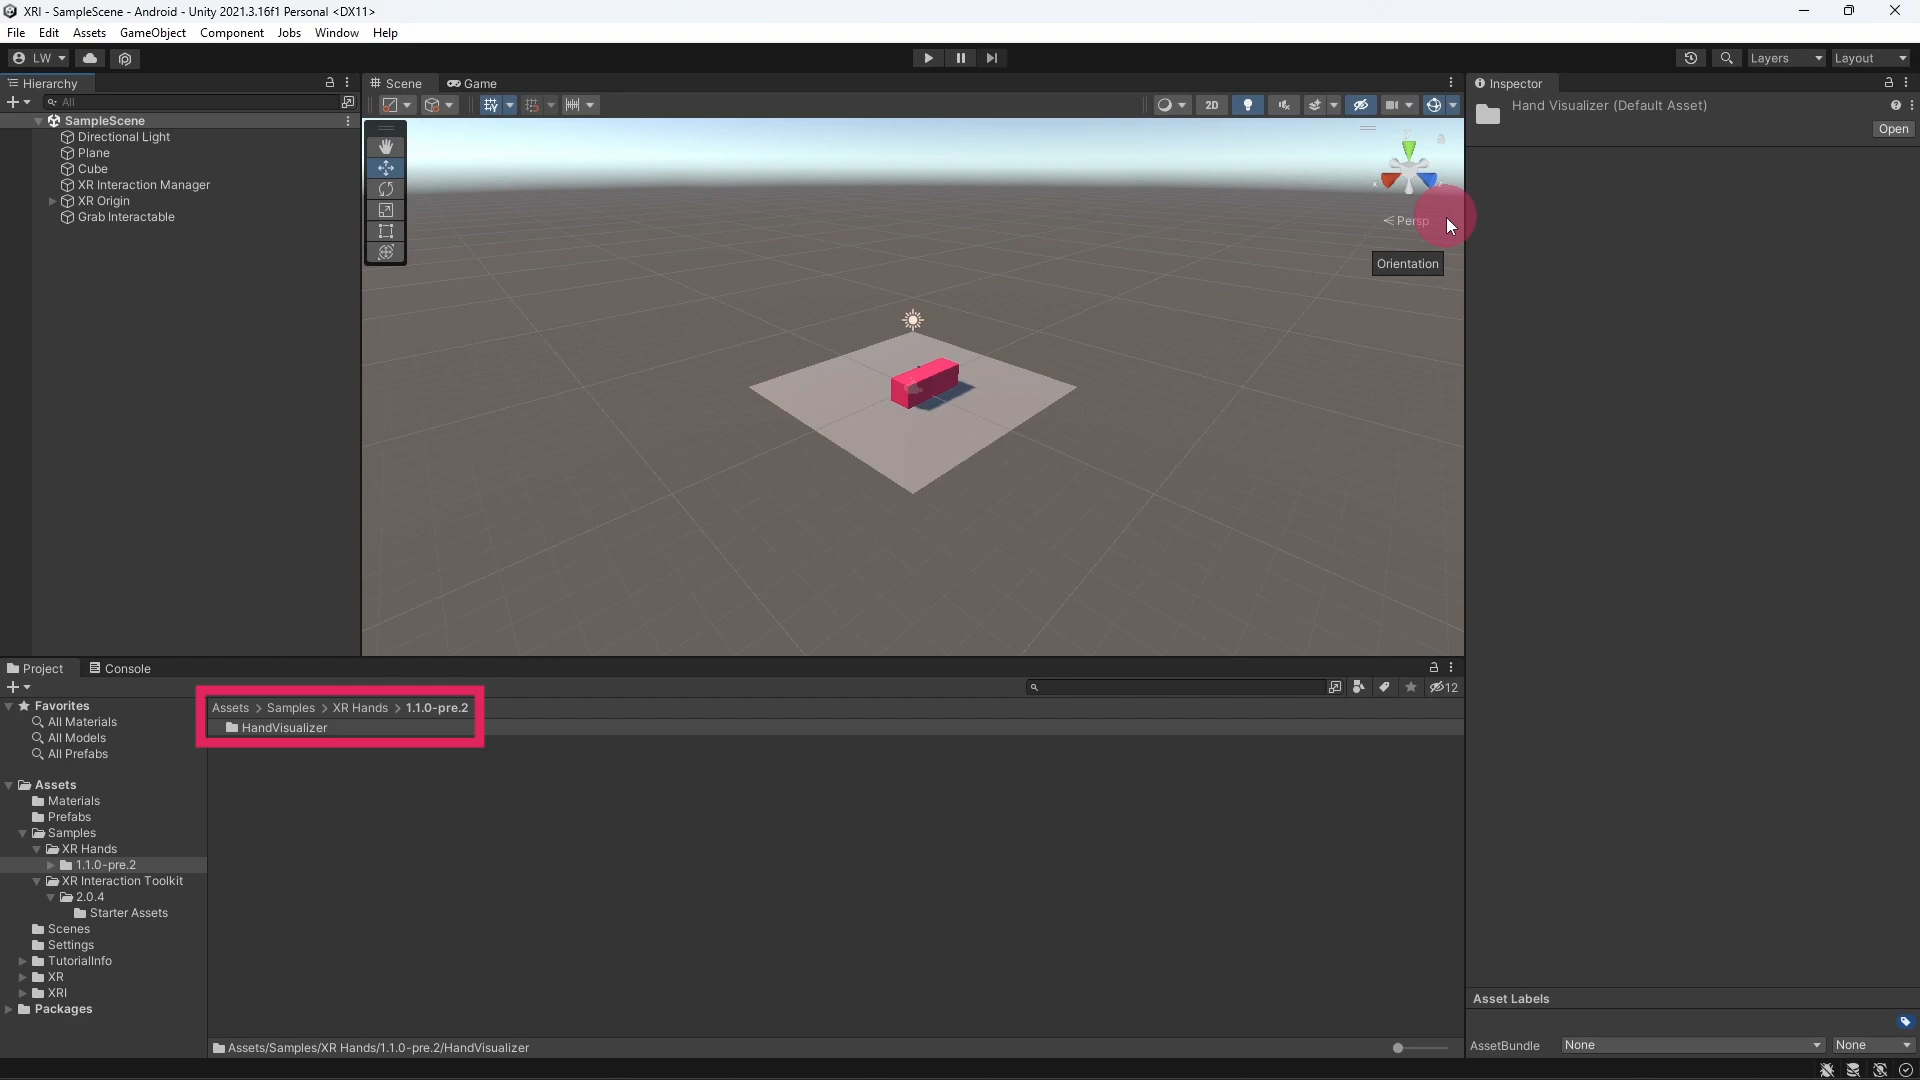 XRI - SampleScene - Android - Unity 2021.3.16f1 Personal <DX11>
File Edit Assets GameObject Component Jobs Window Help
LW
Layers
Layout
Hierarchy
Scene
Game
Inspector
All
2D
Hand Visualizer (Default Asset)
Open
SampleScene
Directional Light
Plane
Cube
XR Interaction Manager
XR Origin
Grab Interactable
Y
X
Persp
Orientation
Project
Console
12
Favorites
All Materials
All Models
All Prefabs
Assets > Samples > XR Hands > 1.1.0-pre.2
HandVisualizer
Assets
Materials
Prefabs
Samples
XR Hands
1.1.0-pre.2
XR Interaction Toolkit
2.0.4
Starter Assets
Scenes
Settings
TutorialInfo
XR
XRI
Packages
Assets/Samples/XR Hands/1.1.0-pre.2/HandVisualizer
Asset Labels
AssetBundle
None
None